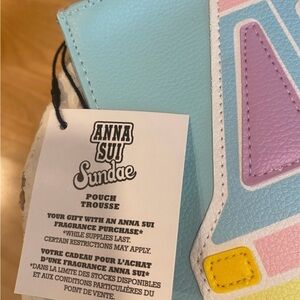 ANNA
SUI
Sundae
POUCH
TROUSSE
YOUR GIFT WITH AN ANNA SUI
FRAGRANCE PURCHASE*
*WHILE SUPPLIES LAST.
CERTAIN RESTRICTIONS MAY APPLY.
VOTRE CADEAU POUR L'ACHAT
D'UNE FRAGRANCE ANNA SUI*
*DANS LA LIMITE DES STOCKS DISPONIBLES
ET AUX CONDITIONS PARTICULIÈRES DU
POINT DE VENTE.